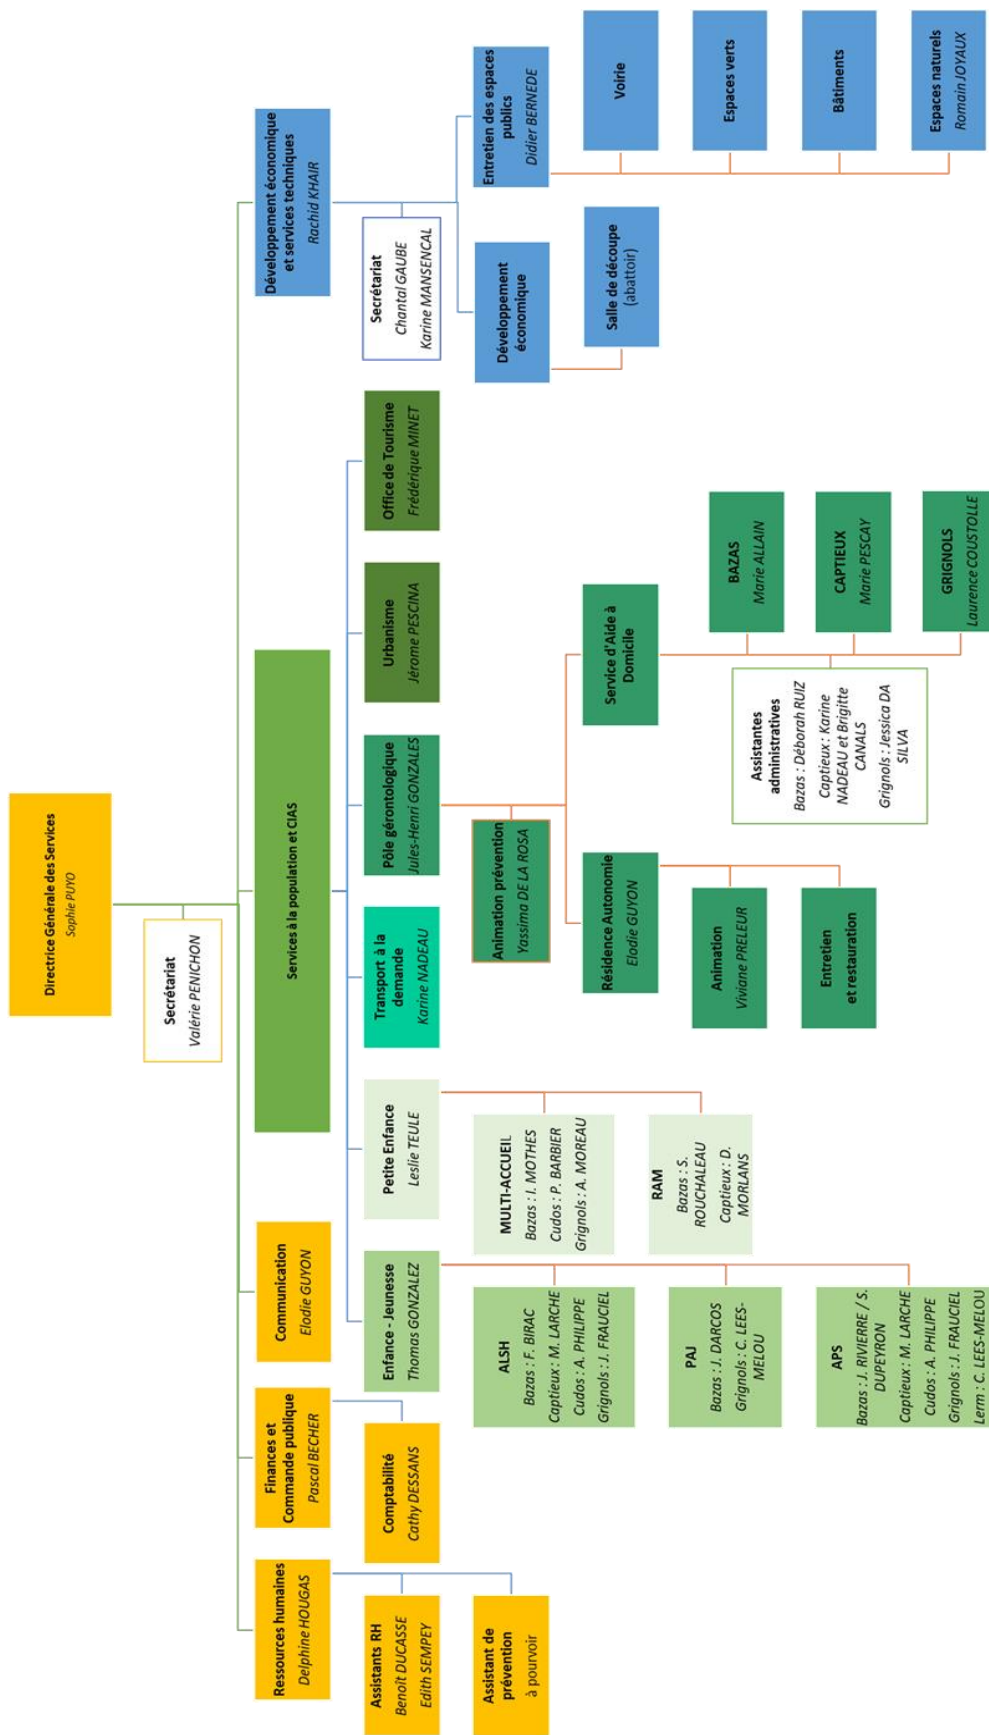 Directrice Générale des Services
Sophie PUYO
Secrétariat
Valérie PENICHON
Ressources humaines
Delphine HOUGAS
Assistants RH
Benoît DUCASSE
Edith SEMPEY
Assistant de
prévention
à pourvoir
Finances et
Commande publique
Pascal BECHER
Comptabilité
Cathy DESSANS
Communication
Elodie GUYON
Services à la population et CIAS
Enfance - Jeunesse
Thomas GONZALEZ
ALSH
Bazas : F. BIRAC
Captieux : M. LARCHE
Cudos : A. PHILIPPE
Grignols : J. FRAUCIEL
PAJ
Bazas : J. DARCOS
Grignols : C. LEES-
MELOU
APS
Bazas : J. RIVIERRE / S.
DUPEYRON
Captieux : M. LARCHE
Cudos : A. PHILIPPE
Grignols : J. FRAUCIEL
Lerm : C. LEES-MELOU
Petite Enfance
Leslie TEULE
MULTI-ACCUEIL
Bazas : I. MOTHES
Cudos : P. BARBIER
Grignols : A. MOREAU
RAM
Bazas : S.
ROUCHALEAU
Captieux : D.
MORLANS
Transport à la
demande
Karine NADEAU
Pôle gérontologique
Jules-Henri GONZALES
Animation prévention
Yassima DE LA ROSA
Résidence Autonomie
Elodie GUYON
Animation
Viviane PRELEUR
Entretien
et restauration
Service d'Aide à
Domicile
Assistantes
administratives
Bazas : Déborah RUIZ
Captieux : Karine
NADEAU et Brigitte
CANALS
Grignols : Jessica DA
SILVA
BAZAS
Marie ALLAIN
CAPTIEUX
Marie PESCAY
GRIGNOLS
Laurence COUSTOLLE
Urbanisme
Jérome PESCINA
Office de Tourisme
Frédérique MINET
Développement économique
et services techniques
Rachid KHAIR
Secrétariat
Chantal GAUBE
Karine MANSENCAL
Développement
économique
Salle de découpe
(abattoir)
Entretien des espaces
publics
Didier BERNEDE
Voirie
Espaces verts
Bâtiments
Espaces naturels
Romain JOYAUX